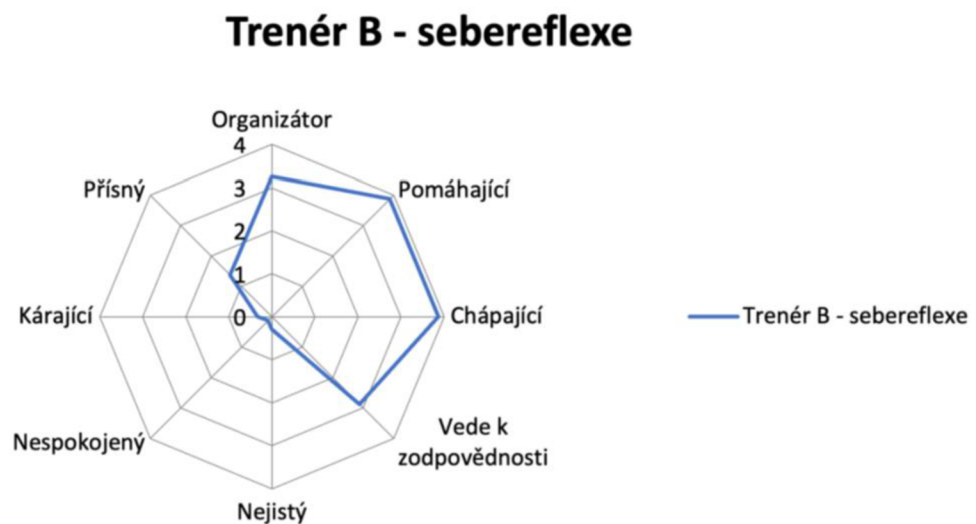 Trenér B - sebereflexe
Organizátor
4
Přísný
Pomáhající
3
2
1
Kárající
0
Chápající
Trenér B - sebereflexe
Nespokojený
Vede k
zodpovědnosti
Nejistý